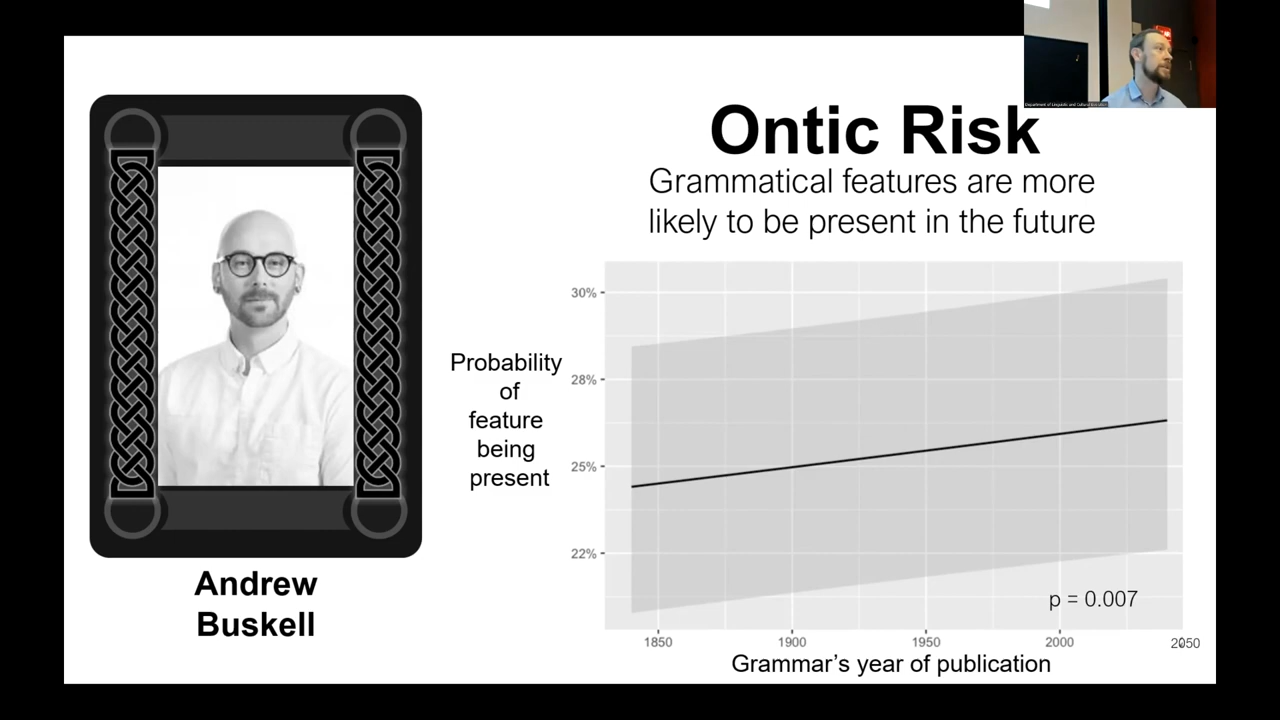 Ontic Risk
Grammatical features are more
likely to be present in the future
Andrew
Buskell
Probability
of
feature
being
present
30%
28%
25%
22%
p = 0.007
1850
1900
1950
2000
2050
Grammar's year of publication